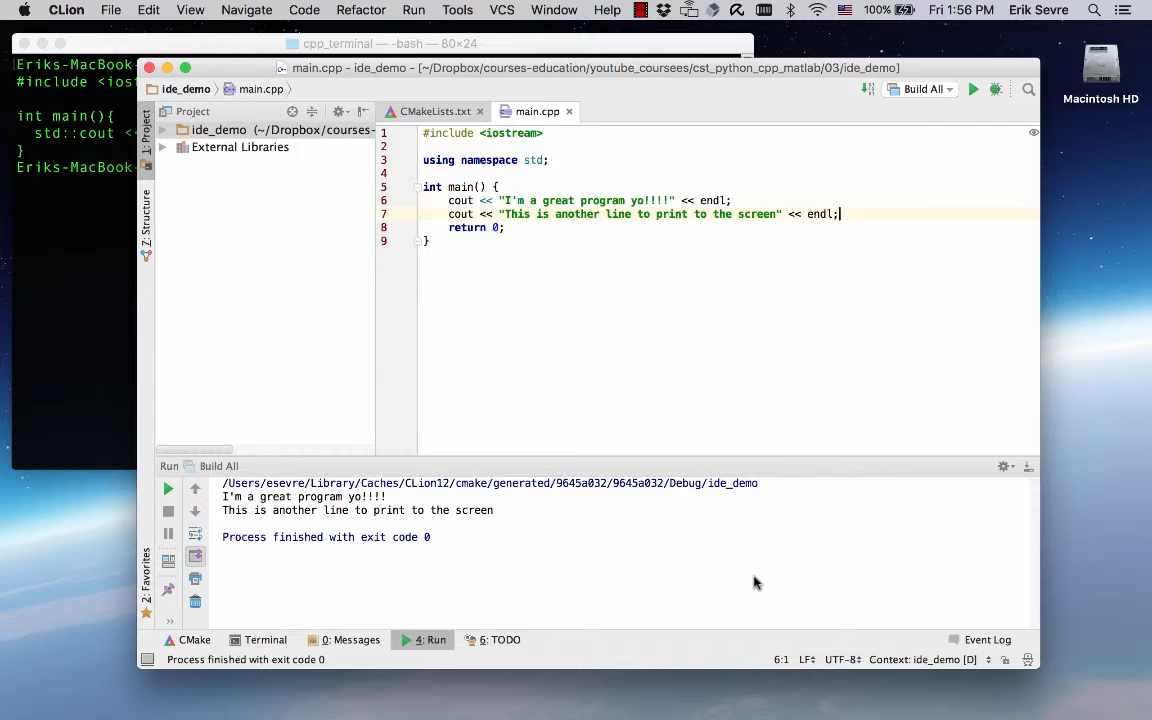 CLion File Edit View Navigate Code Refactor Run Tools VCS Window Help 100% Fri 1:56 PM Erik Sevre
cpp_terminal — -bash — 80×24
Eriks-MacBook-
#include <ios
int main(){
std::cout <
}
Eriks-MacBook-
Macintosh HD
main.cpp - ide_demo - [~/Dropbox/courses-education/youtube_coursees/cst_python_cpp_matlab/03/ide_demo]
ide_demo main.cpp Build All
1: Project
Z: Structure
2: Favorites
Project
ide_demo (~/Dropbox/courses-
External Libraries
CMakeLists.txt main.cpp
1 #include <iostream>
2
3 using namespace std;
4
5 int main() {
6 cout << "I'm a great program yo!!!!" << endl;
7 cout << "This is another line to print to the screen" << endl;
8 return 0;
9 }
Run Build All
/Users/esevre/Library/Caches/CLion12/cmake/generated/9645a032/9645a032/Debug/ide_demo
I'm a great program yo!!!!
This is another line to print to the screen
Process finished with exit code 0
CMake Terminal 0: Messages 4: Run 6: TODO Event Log
Process finished with exit code 0 6:1 LF UTF-8 Context: ide_demo [D]